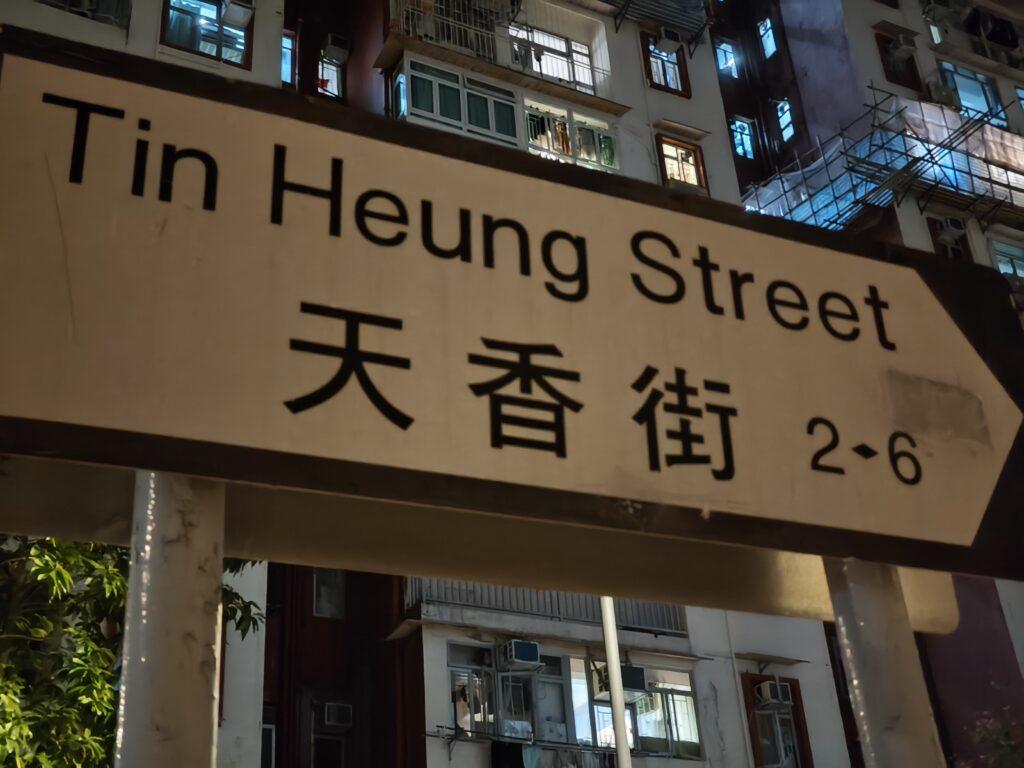 Tin Heung Street
天香街 2◆6